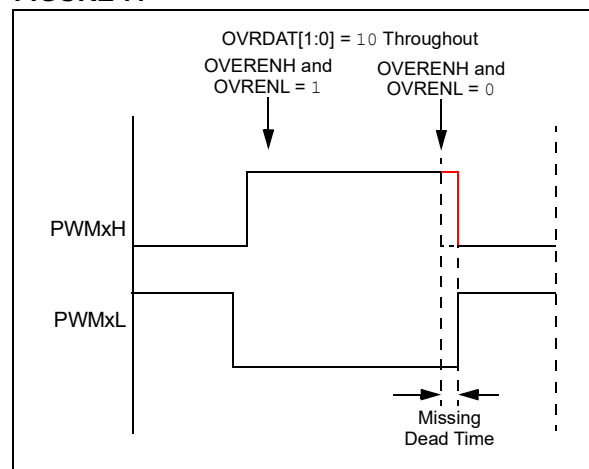 OVRDAT[1:0] = 10 Throughout
OVERENH and
OVRENL = 1
OVERENH and
OVRENL = 0
PWMxH
PWMxL
Missing
Dead Time